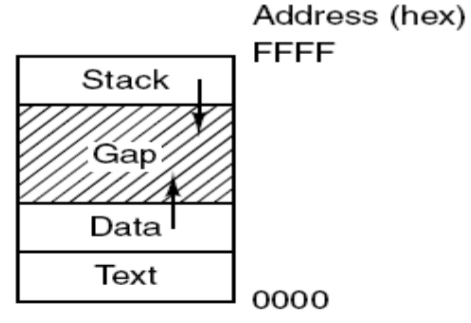 Address (hex)
FFFF
Stack
Gap
Data
Text
0000